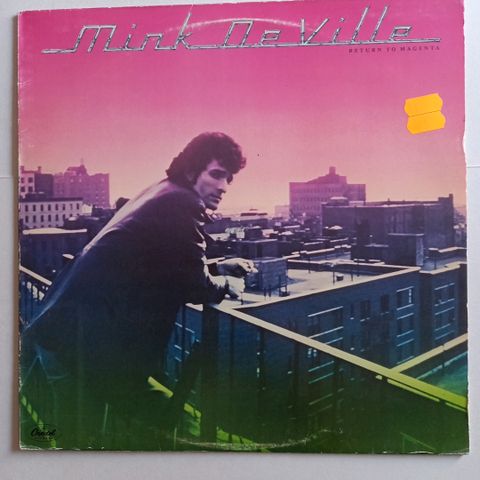 Mink DeVille
RETURN TO MAGENTA
Capitol